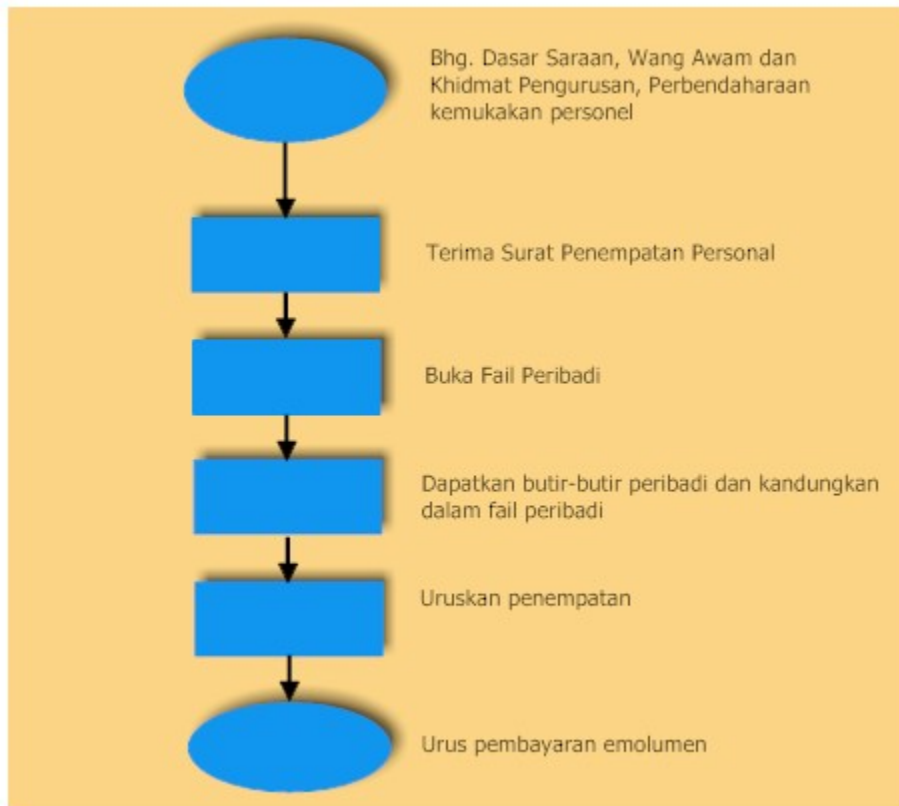 Bhg. Dasar Saraan, Wang Awam dan
Khidmat Pengurusan, Perbendaharaan
kemukakan personel
Terima Surat Penempatan Personal
Buka Fail Peribadi
Dapatkan butir-butir peribadi dan kandungkan
dalam fail peribadi
Uruskan penempatan
Urus pembayaran emolumen